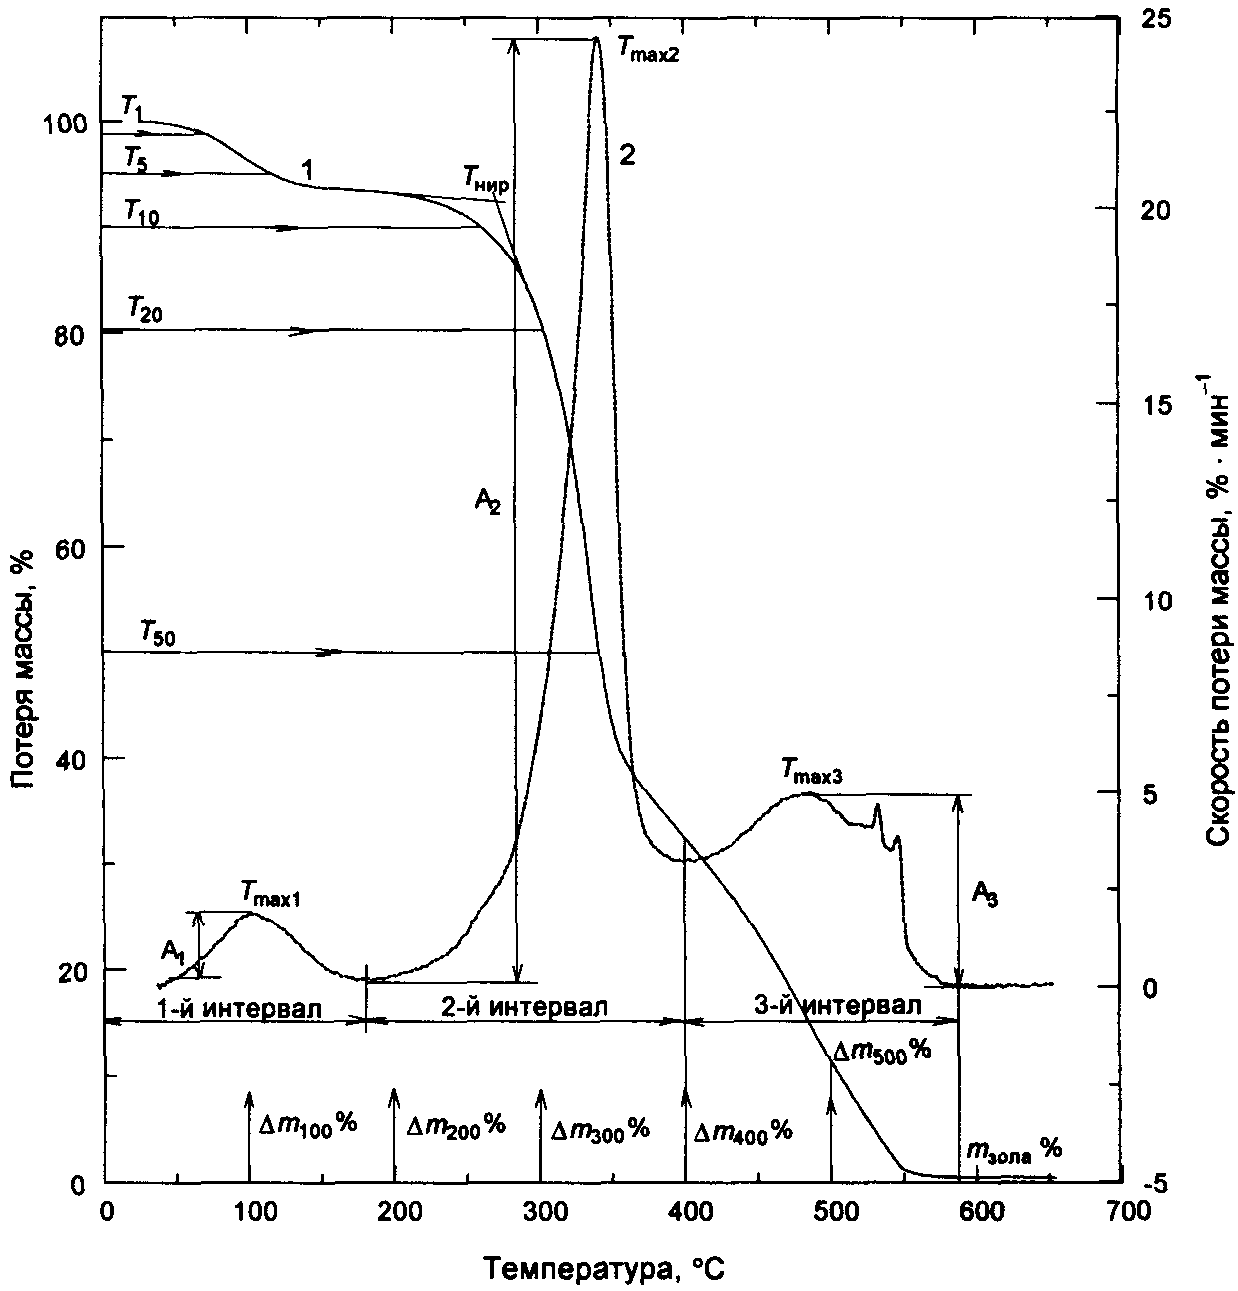 25
T1
100
T5
1
Tнир
T10
T20
80
Tmax2
2
20
15
Скорость потери массы, % · мин⁻¹
A2
Потеря массы, %
60
T50
10
40
Tmax3
5
Tmax1
A1
A3
20
0
1-й интервал
2-й интервал
3-й интервал
Δm500%
Δm100%
Δm200%
Δm300%
Δm400%
mзола %
0
-5
0
100
200
300
400
500
600
700
Температура, °C